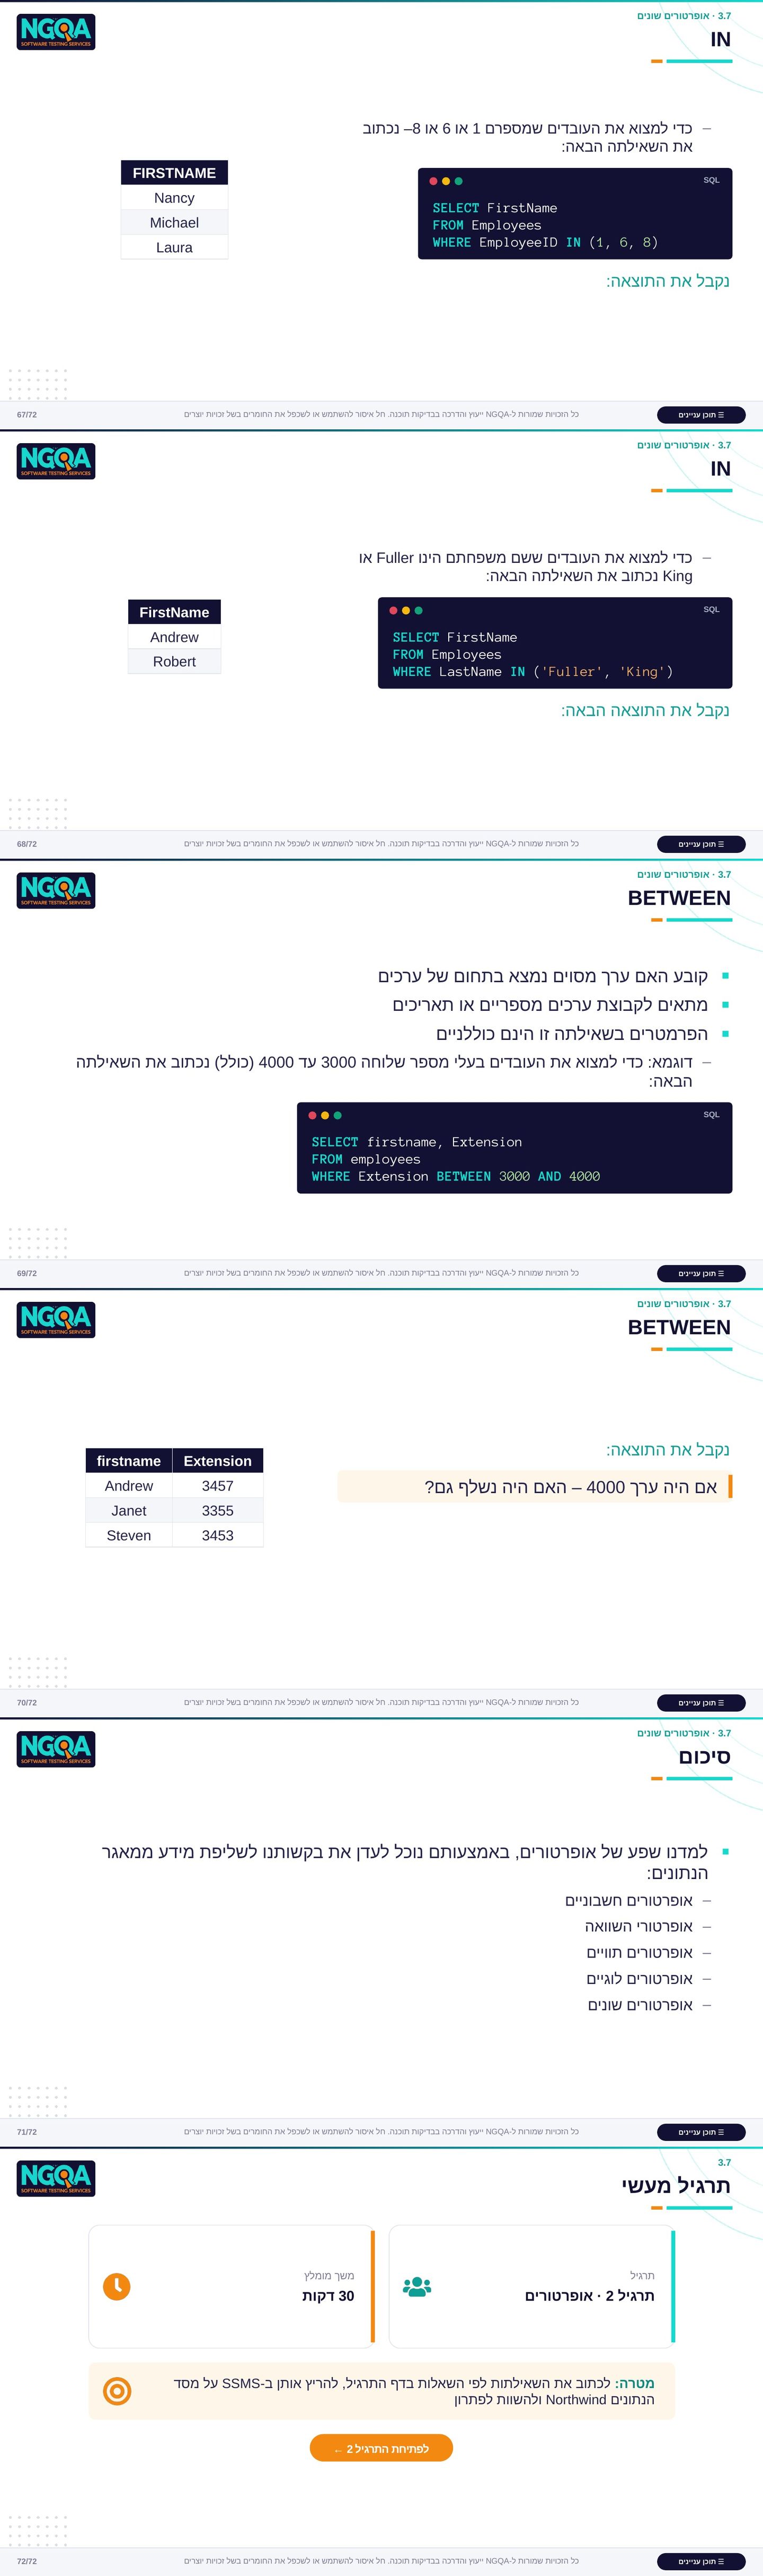 3.7 · אופרטורים שונים
NGQA
SOFTWARE TESTING SERVICES
IN
– כדי למצוא את העובדים שמספרם 1 או 6 או 8– נכתוב
את השאילתה הבאה:
SQL
SELECT FirstName
FROM Employees
WHERE EmployeeID IN (1, 6, 8)
נקבל את התוצאה:
FIRSTNAME
Nancy
Michael
Laura
☰ תוכן עניינים
כל הזכויות שמורות ל-NGQA ייעוץ והדרכה בבדיקות תוכנה. חל איסור להשתמש או לשכפל את החומרים בשל זכויות יוצרים
67/72
3.7 · אופרטורים שונים
NGQA
SOFTWARE TESTING SERVICES
IN
– כדי למצוא את העובדים ששם משפחתם הינו Fuller או
King נכתוב את השאילתה הבאה:
SQL
SELECT FirstName
FROM Employees
WHERE LastName IN ('Fuller', 'King')
נקבל את התוצאה הבאה:
FirstName
Andrew
Robert
☰ תוכן עניינים
כל הזכויות שמורות ל-NGQA ייעוץ והדרכה בבדיקות תוכנה. חל איסור להשתמש או לשכפל את החומרים בשל זכויות יוצרים
68/72
3.7 · אופרטורים שונים
NGQA
SOFTWARE TESTING SERVICES
BETWEEN
קובע האם ערך מסוים נמצא בתחום של ערכים
מתאים לקבוצת ערכים מספריים או תאריכים
הפרמטרים בשאילתה זו הינם כוללניים
– דוגמא: כדי למצוא את העובדים בעלי מספר שלוחה 3000 עד 4000 (כולל) נכתוב את השאילתה
הבאה:
SQL
SELECT firstname, Extension
FROM employees
WHERE Extension BETWEEN 3000 AND 4000
☰ תוכן עניינים
כל הזכויות שמורות ל-NGQA ייעוץ והדרכה בבדיקות תוכנה. חל איסור להשתמש או לשכפל את החומרים בשל זכויות יוצרים
69/72
3.7 · אופרטורים שונים
NGQA
SOFTWARE TESTING SERVICES
BETWEEN
נקבל את התוצאה:
אם היה ערך 4000 – האם היה נשלף גם?
firstname Extension
Andrew 3457
Janet 3355
Steven 3453
☰ תוכן עניינים
כל הזכויות שמורות ל-NGQA ייעוץ והדרכה בבדיקות תוכנה. חל איסור להשתמש או לשכפל את החומרים בשל זכויות יוצרים
70/72
3.7 · אופרטורים שונים
NGQA
SOFTWARE TESTING SERVICES
סיכום
למדנו שפע של אופרטורים, באמצעותם נוכל לעדן את בקשותנו לשליפת מידע ממאגר
הנתונים:
– אופרטורים חשבוניים
– אופרטורי השוואה
– אופרטורים תוויים
– אופרטורים לוגיים
– אופרטורים שונים
☰ תוכן עניינים
כל הזכויות שמורות ל-NGQA ייעוץ והדרכה בבדיקות תוכנה. חל איסור להשתמש או לשכפל את החומרים בשל זכויות יוצרים
71/72
3.7
NGQA
SOFTWARE TESTING SERVICES
תרגיל מעשי
תרגיל
תרגיל 2 · אופרטורים
משך מומלץ
30 דקות
מטרה: לכתוב את השאילתות לפי השאלות בדף התרגיל, להריץ אותן ב-SSMS על מסד
הנתונים Northwind ולהשוות לפתרון
לפתיחת התרגיל 2 ←
☰ תוכן עניינים
כל הזכויות שמורות ל-NGQA ייעוץ והדרכה בבדיקות תוכנה. חל איסור להשתמש או לשכפל את החומרים בשל זכויות יוצרים
72/72